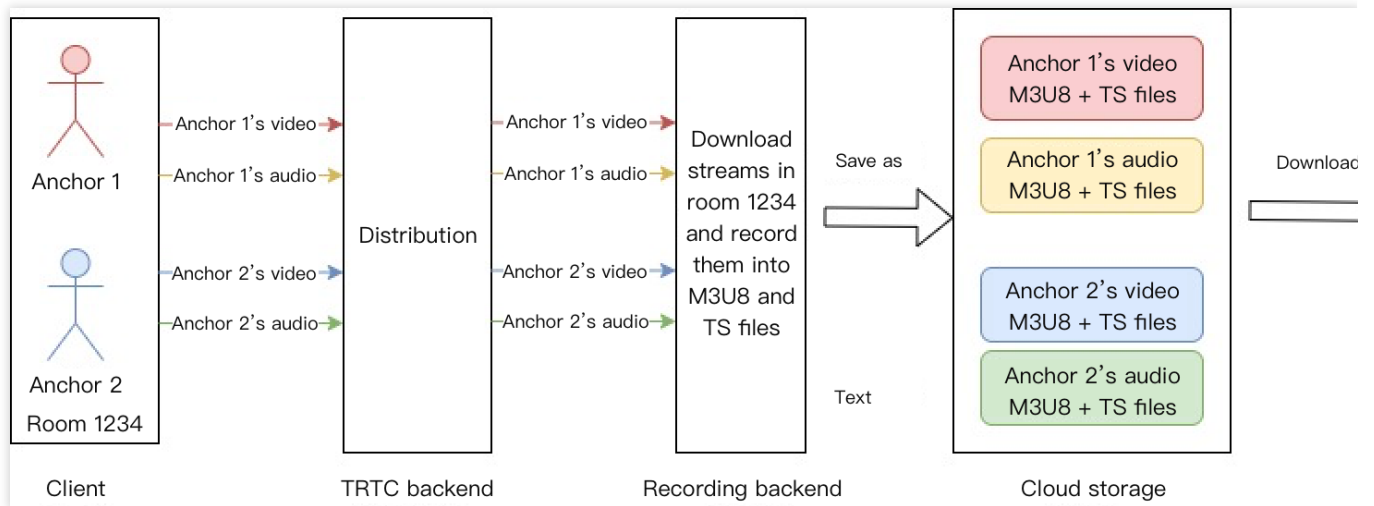 Anchor 1
Anchor 2
Room 1234
Client
Anchor 1's video
Anchor 1's audio
Anchor 2's video
Anchor 2's audio
Distribution
TRTC backend
Anchor 1's video
Anchor 1's audio
Anchor 2's video
Anchor 2's audio
Download
streams in
room 1234
and record
them into
M3U8 and
TS files
Recording backend
Save as
Text
Anchor 1's video
M3U8 + TS files
Anchor 1's audio
M3U8 + TS files
Anchor 2's video
M3U8 + TS files
Anchor 2's audio
M3U8 + TS files
Cloud storage
Download